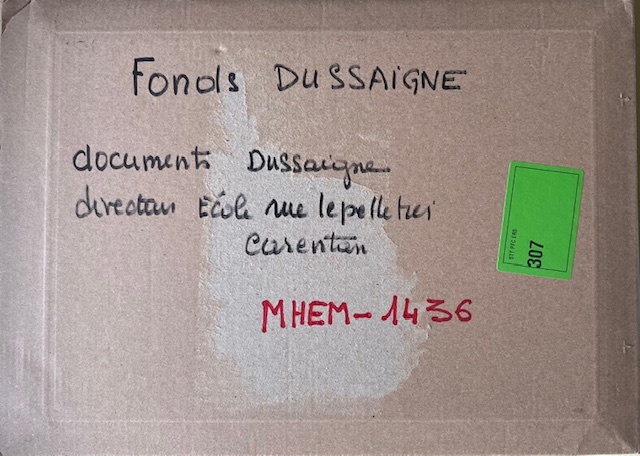 Fonds DUSSAIGNE
documents Dussaigne
directeur École rue lepelletier
Carentan
MHEM-1436
307